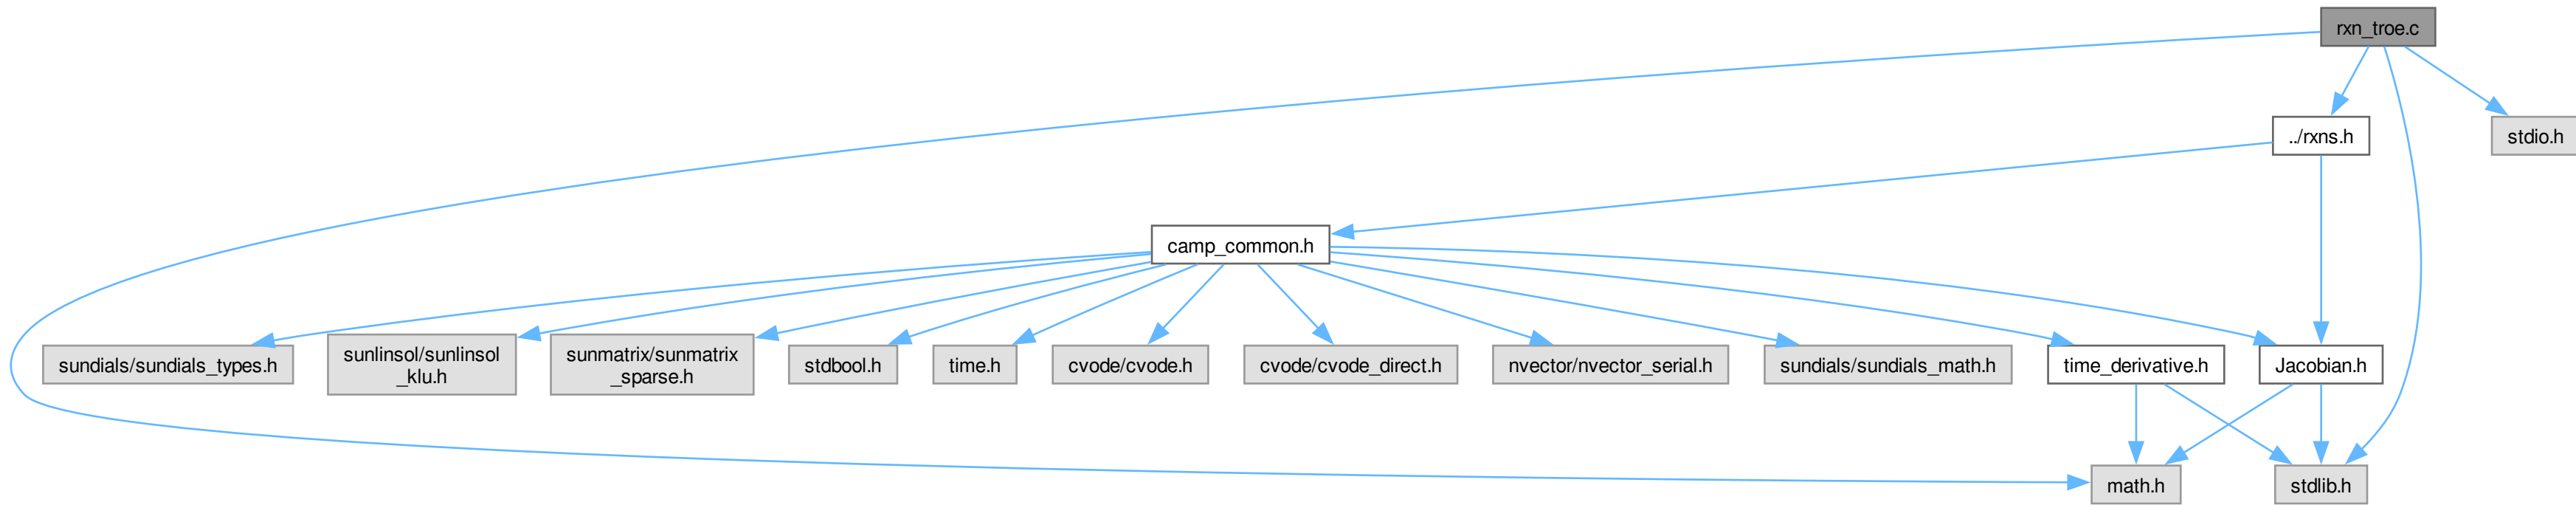 rxn_troe.c
../rxns.h
stdio.h
camp_common.h
sundials/sundials_types.h
sunlinsol/sunlinsol
_klu.h
sunmatrix/sunmatrix
_sparse.h
stdbool.h
time.h
cvode/cvode.h
cvode/cvode_direct.h
nvector/nvector_serial.h
sundials/sundials_math.h
time_derivative.h
Jacobian.h
math.h
stdlib.h